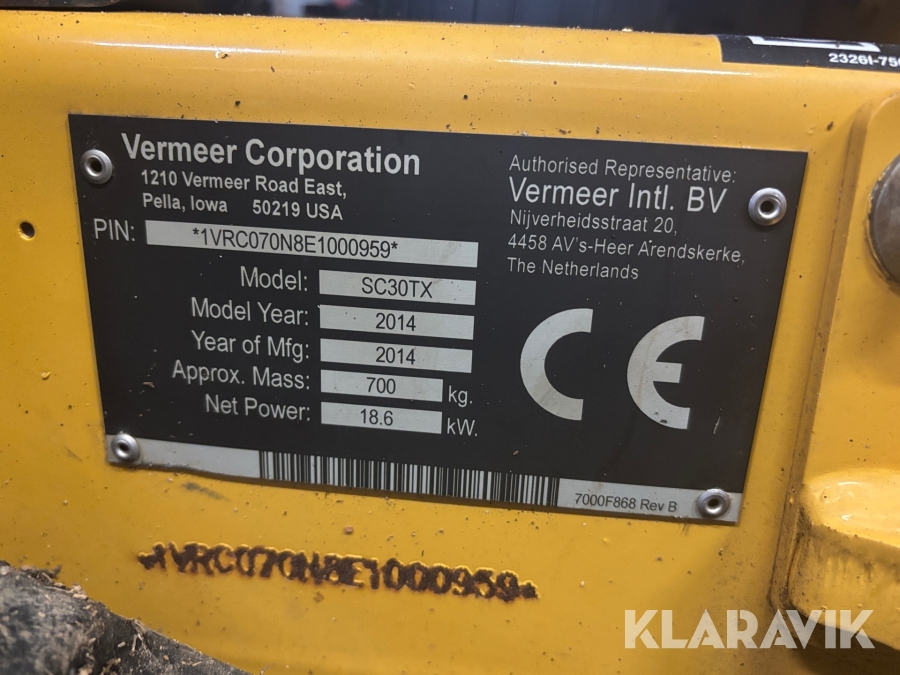 2326I-75
Vermeer Corporation
1210 Vermeer Road East,
Pella, Iowa 50219 USA
PIN: *1VRC070N8E1000959*
Model: SC30TX
Model Year: 2014
Year of Mfg: 2014
Approx. Mass: 700 kg.
Net Power: 18.6 kW.
Authorised Representative:
Vermeer Intl. BV
Nijverheidsstraat 20,
4458 AV's-Heer Arendskerke,
The Netherlands
CE
7000F868 Rev B
*1VRC070N8E1000959*
KLARAVIK